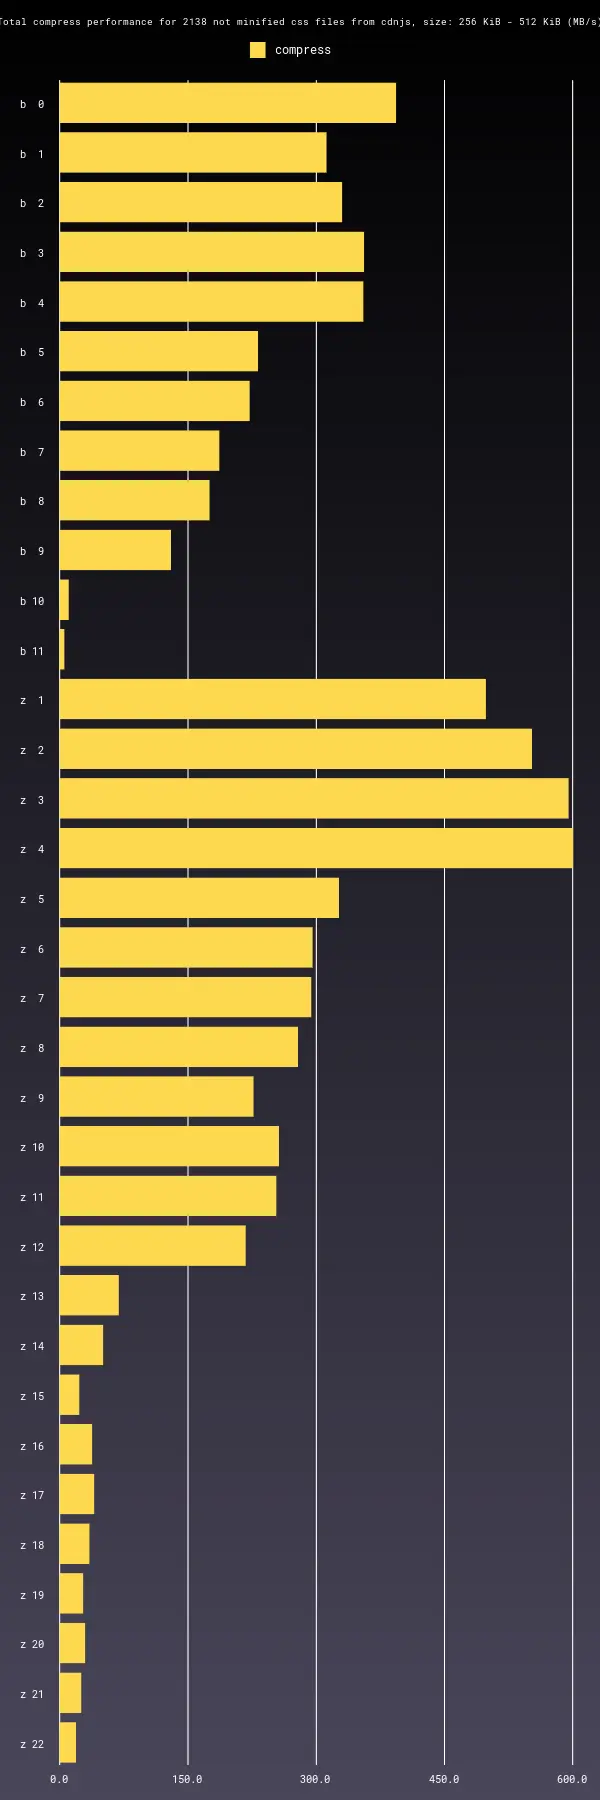 Total compress performance for 2138 not minified css files from cdnjs, size: 256 KiB - 512 KiB (MB/s)
compress
b 0
b 1
b 2
b 3
b 4
b 5
b 6
b 7
b 8
b 9
b 10
b 11
z 1
z 2
z 3
z 4
z 5
z 6
z 7
z 8
z 9
z 10
z 11
z 12
z 13
z 14
z 15
z 16
z 17
z 18
z 19
z 20
z 21
z 22
0.0 150.0 300.0 450.0 600.0